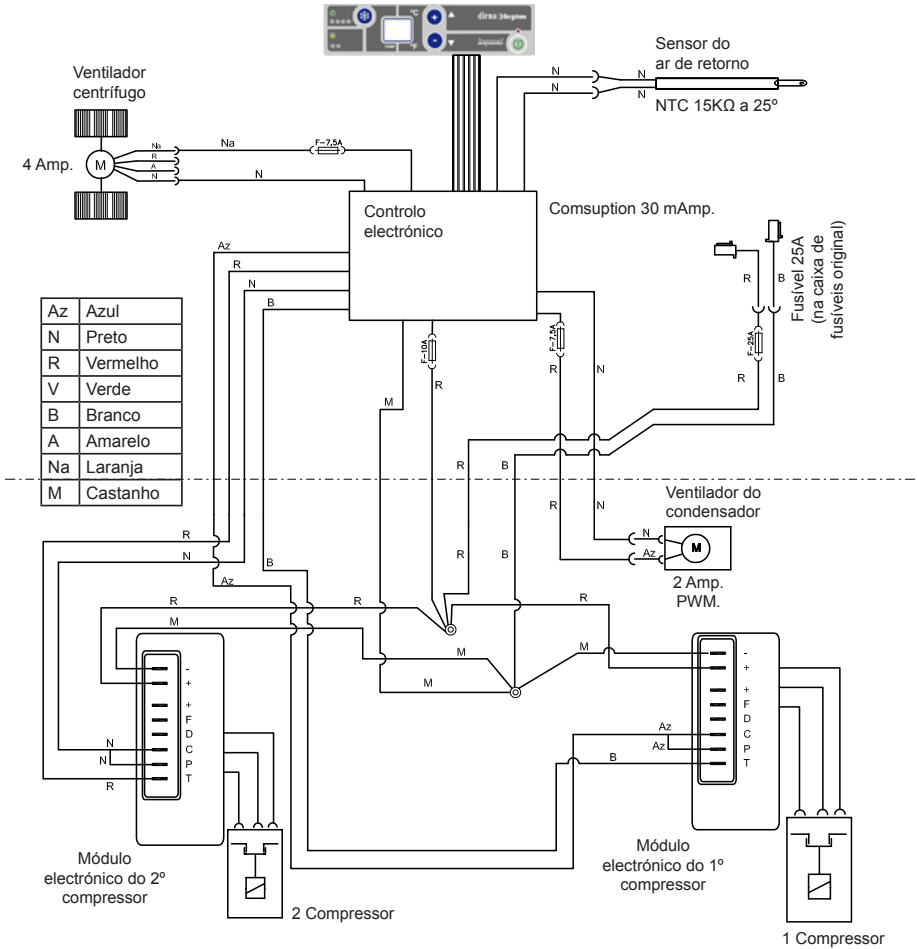 °C
°F
dirna bycool
Sensor do
ar de retorno
NTC 15KΩ a 25º
N
N
N
N
Ventilador
centrífugo
4 Amp.
M
Na
R
A
N
Na
N
F-7,5A
Controlo
electrónico
Comsuption 30 mAmp.
Fusível 25A
(na caixa de
fusíveis original)
R
B
F-25A
R
B
Az
R
N
B
F-10A
F-7,5A
R
R
N
M
Az Azul
N Preto
R Vermelho
V Verde
B Branco
A Amarelo
Na Laranja
M Castanho
R
B
R
N
R
B
Ventilador do
condensador
N
Az
M
2 Amp.
PWM.
R
N
Az
B
R
M
R
R
M
M
M
-
+
+
F
D
C
P
T
N
N
R
-
+
+
F
D
C
P
T
Az
Az
B
Módulo
electrónico do 2º
compressor
2 Compressor
Módulo
electrónico do 1º
compressor
1 Compressor